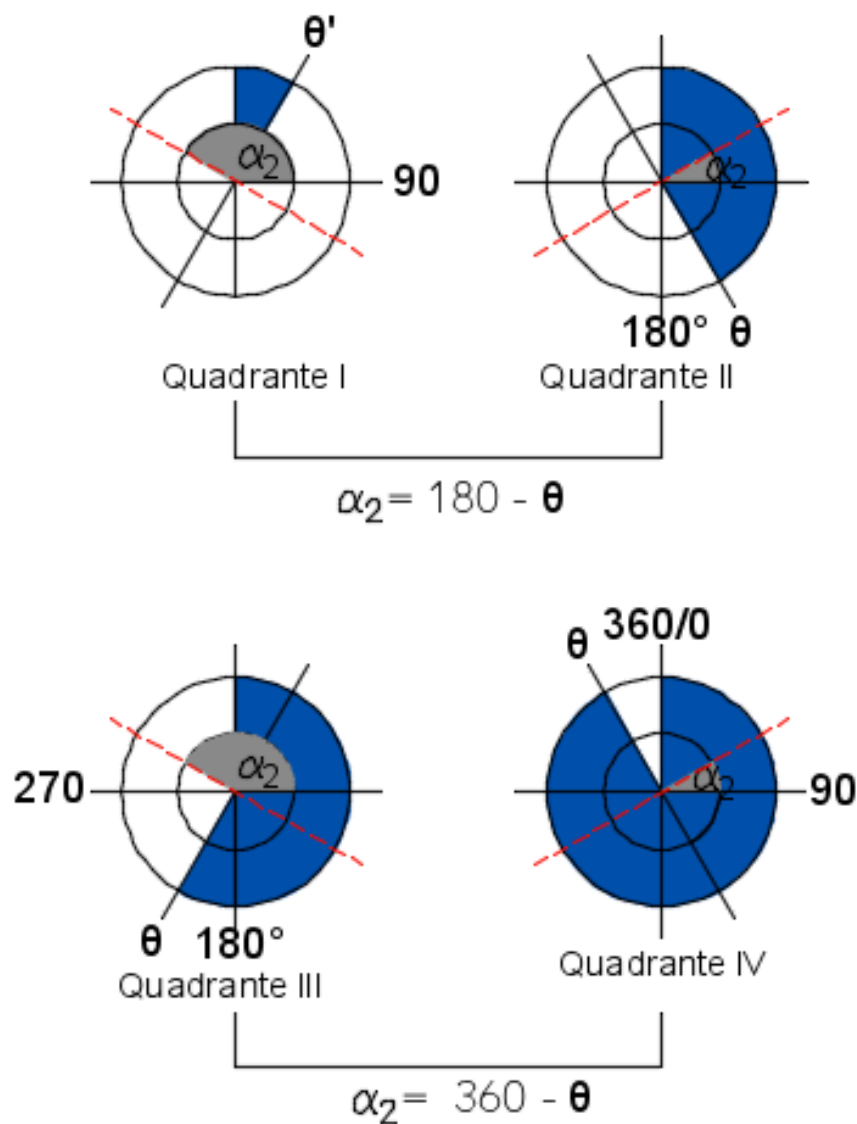 θ'
α₂
90
α₂
180° θ
Quadrante I
Quadrante II
α₂= 180 - θ
360/0
θ
270
α₂
α₂
90
θ 180°
Quadrante III
Quadrante IV
α₂= 360 - θ